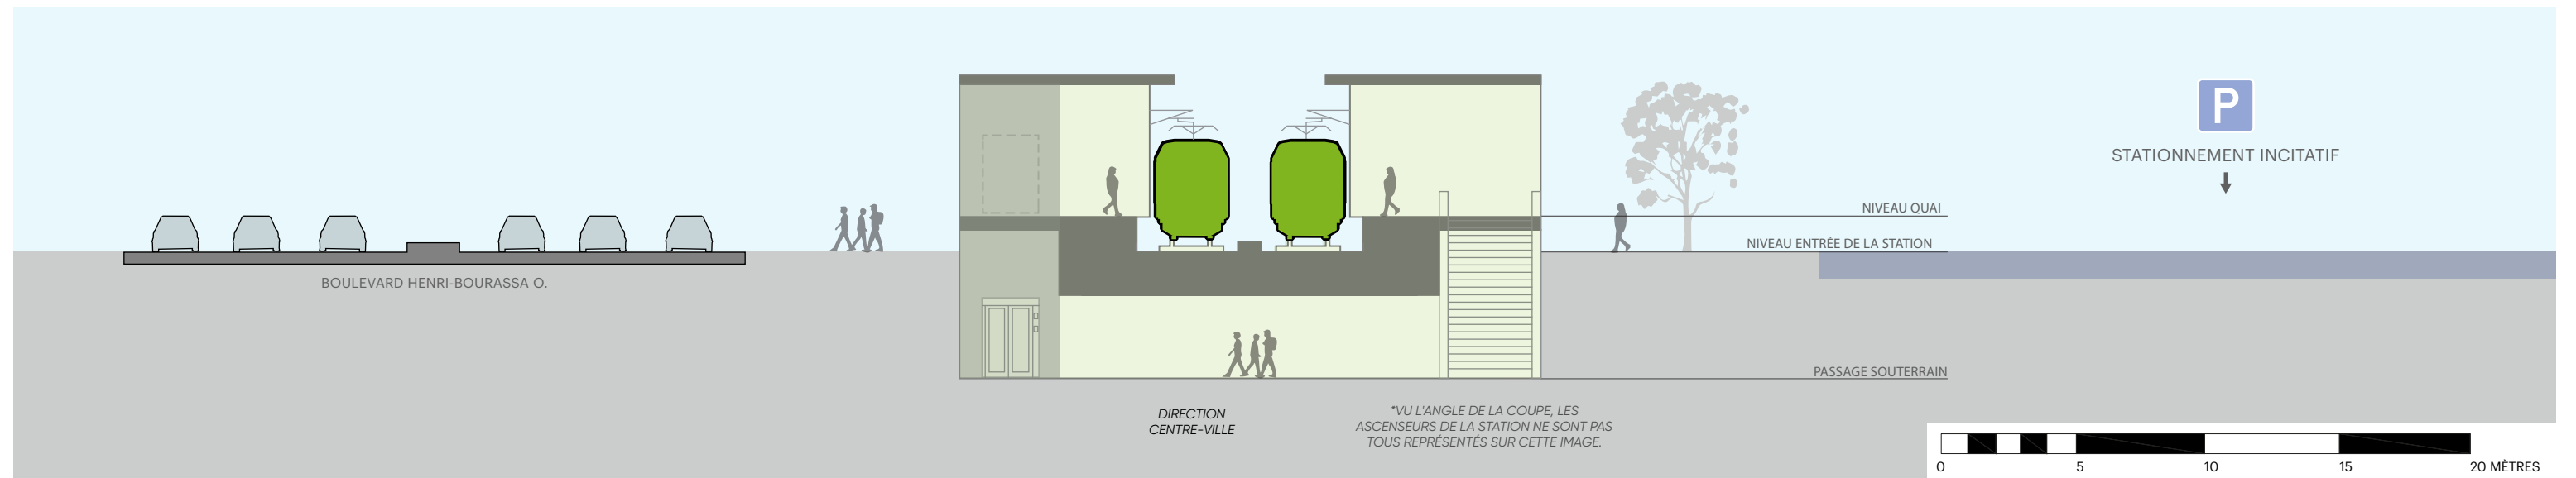 P
STATIONNEMENT INCITATIF
NIVEAU QUAI
NIVEAU ENTRÉE DE LA STATION
BOULEVARD HENRI-BOURASSA O.
PASSAGE SOUTERRAIN
DIRECTION
CENTRE-VILLE
*VU L'ANGLE DE LA COUPE, LES
ASCENSEURS DE LA STATION NE SONT PAS
TOUS REPRÉSENTÉS SUR CETTE IMAGE.
0 5 10 15 20 MÈTRES